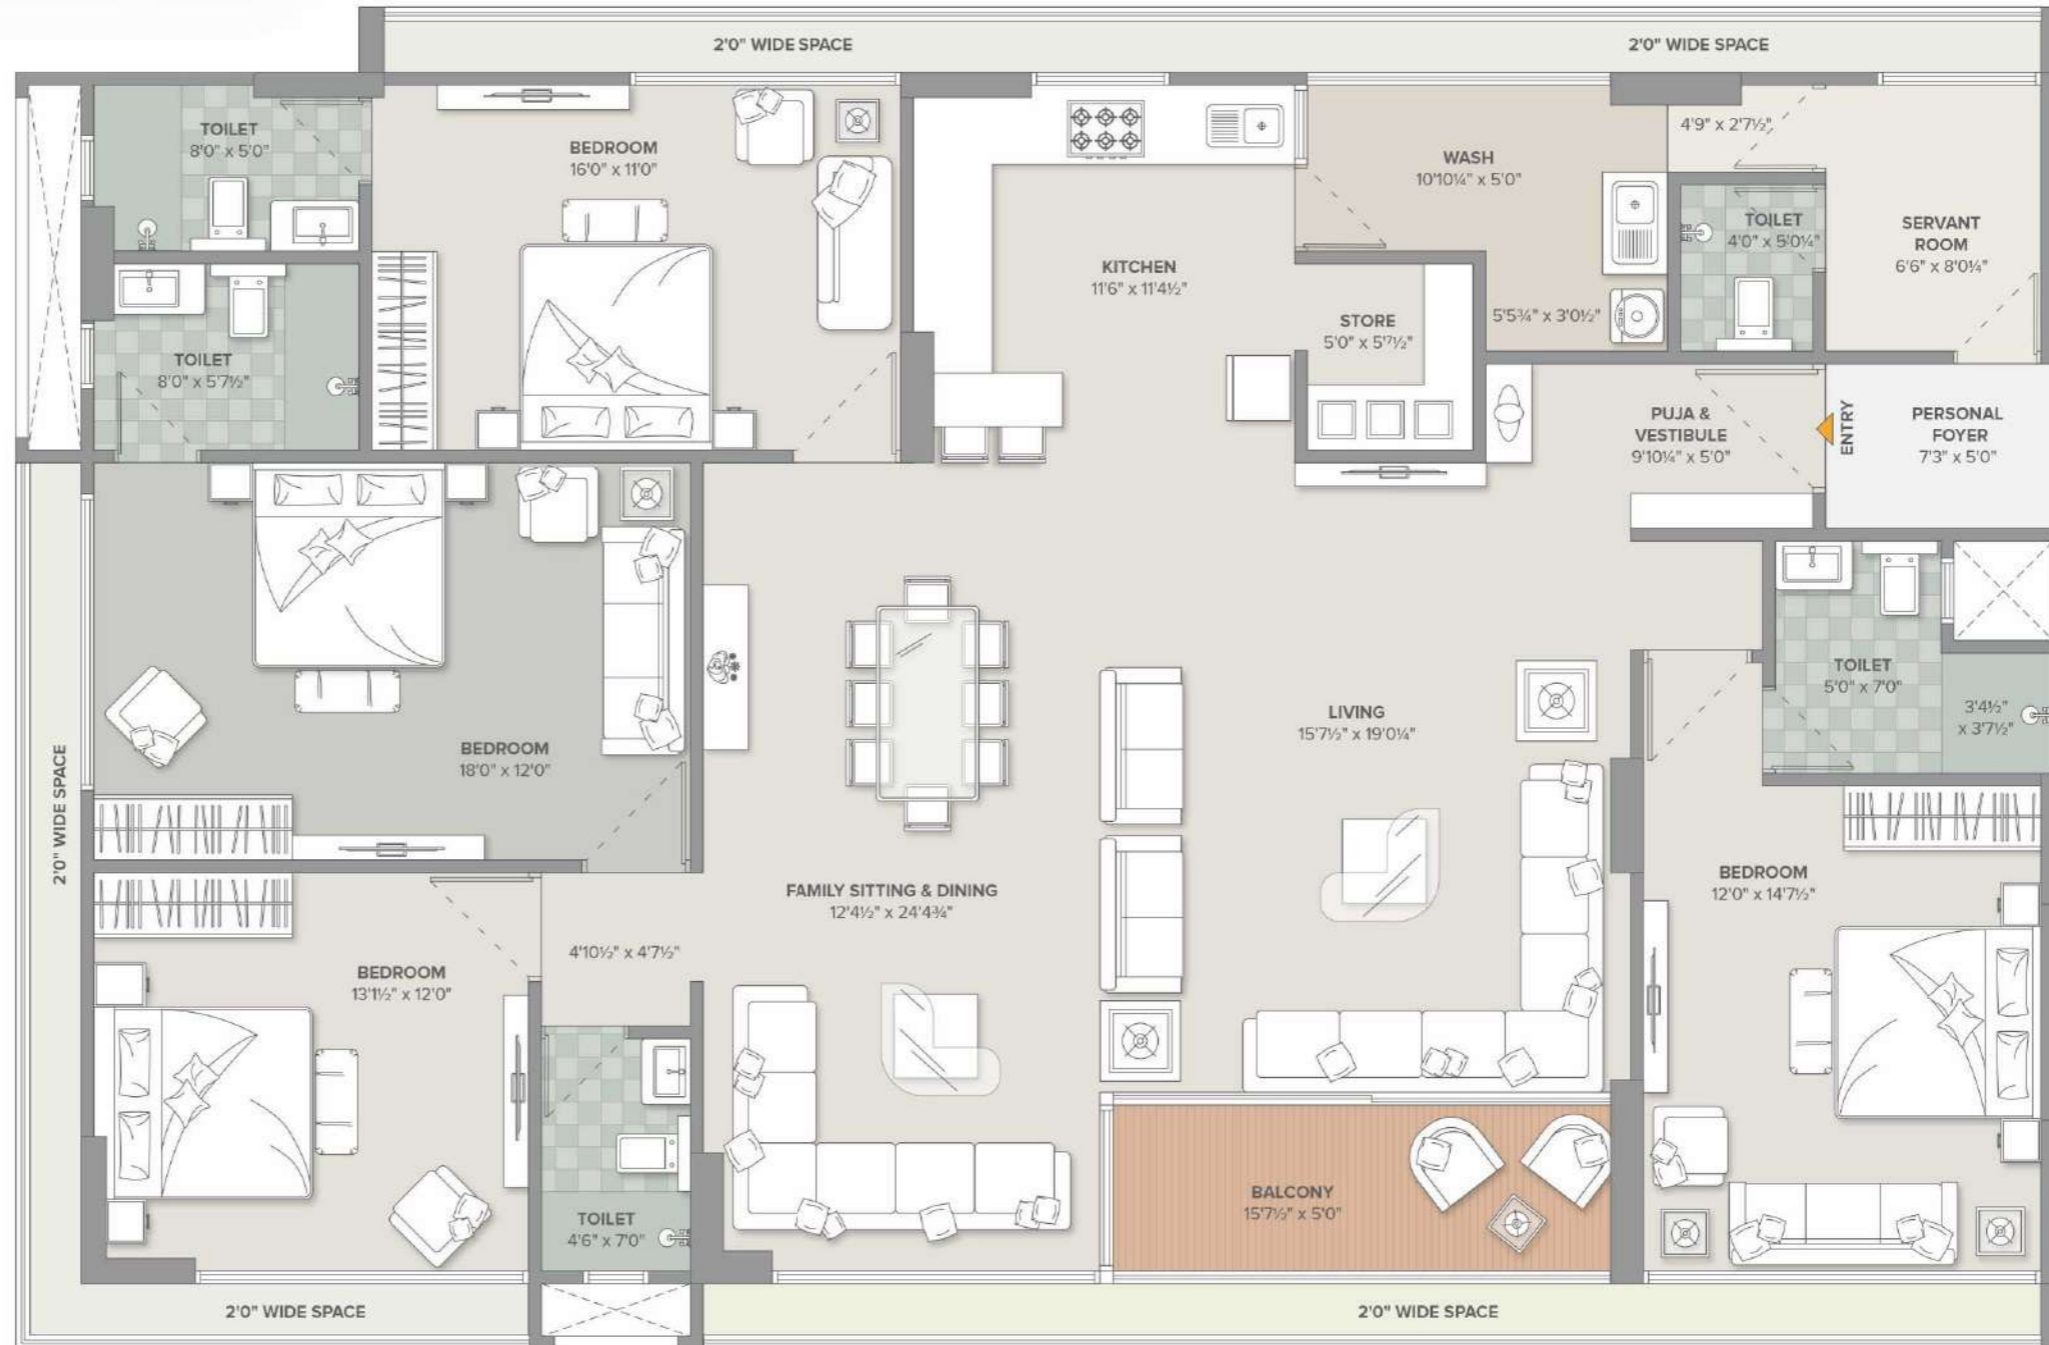 2'0" WIDE SPACE
2'0" WIDE SPACE
TOILET
8'0" x 5'0"
BEDROOM
16'0" x 11'0"
WASH
10'10¼" x 5'0"
4'9" x 2'7½"
TOILET
4'0" x 5'0¼"
SERVANT
ROOM
6'6" x 8'0¼"
KITCHEN
11'6" x 11'4½"
STORE
5'0" x 5'7½"
5'5¾" x 3'0½"
TOILET
8'0" x 5'7½"
PUJA &
VESTIBULE
9'10¼" x 5'0"
ENTRY
PERSONAL
FOYER
7'3" x 5'0"
BEDROOM
18'0" x 12'0"
LIVING
15'7½" x 19'0¼"
TOILET
5'0" x 7'0"
3'4½"
x 3'7½"
2'0" WIDE SPACE
FAMILY SITTING & DINING
12'4½" x 24'4¾"
BEDROOM
12'0" x 14'7½"
4'10½" x 4'7½"
BEDROOM
13'1½" x 12'0"
TOILET
4'6" x 7'0"
BALCONY
15'7½" x 5'0"
2'0" WIDE SPACE
2'0" WIDE SPACE